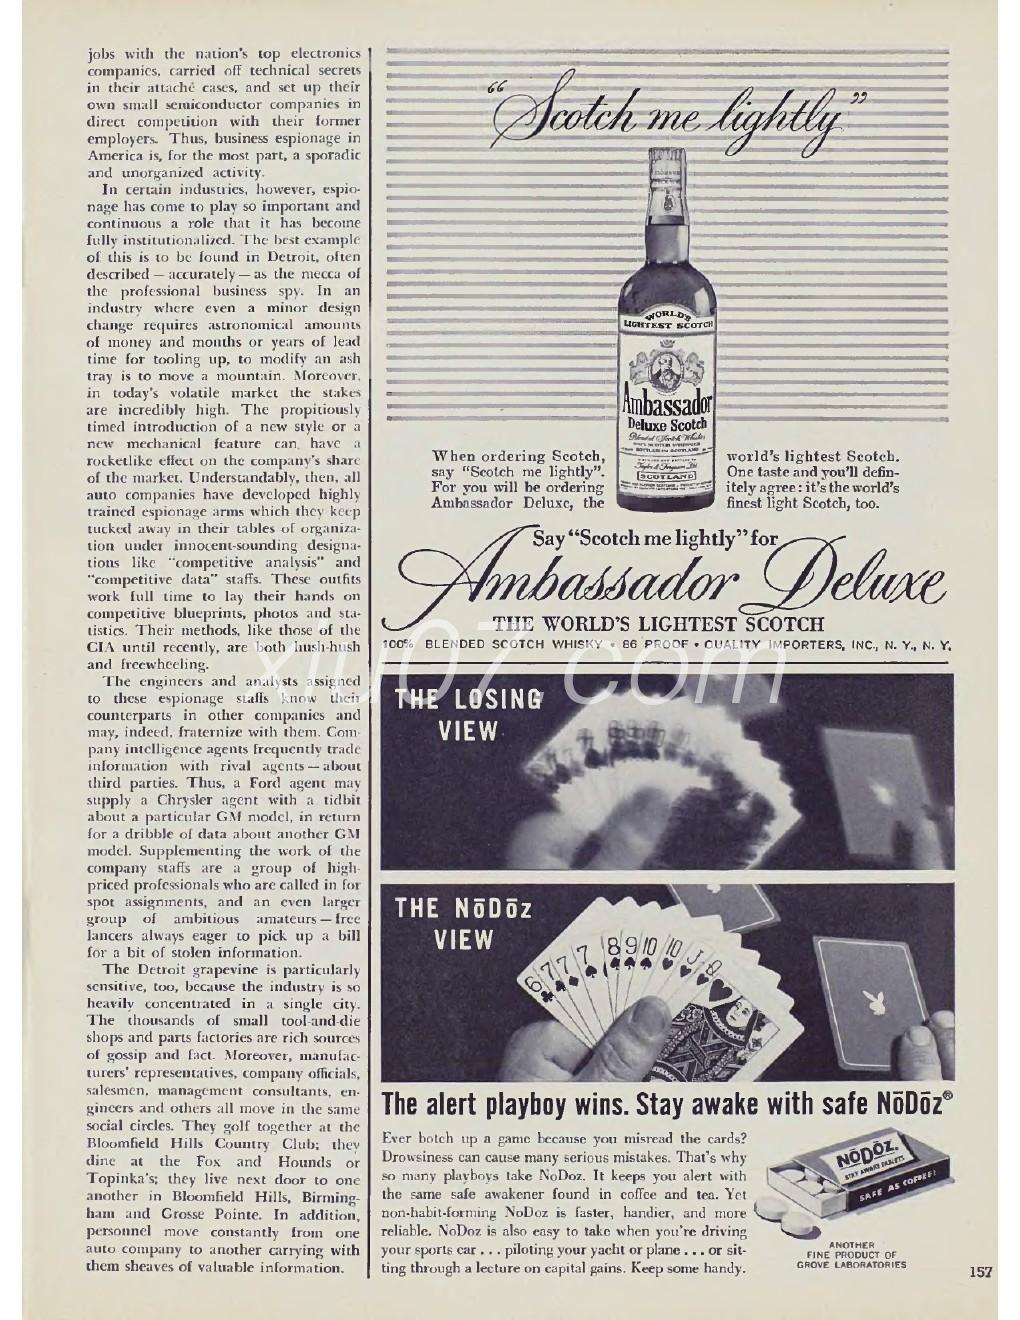 jobs with the nation's top electronics
companies, carried off technical secrets
in their attaché cases, and set up their
own small semiconductor companies in
direct competition with their former
employers. Thus, business espionage in
America is, for the most part, a sporadic
and unorganized activity.
In certain industries, however, espio-
nage has come to play so important and
continuous a role that it has become
fully institutionalized. The best example
of this is to be found in Detroit, often
described — accurately — as the mecca of
the professional business spy. In an
industry where even a minor design
change requires astronomical amounts
of money and months or years of lead
time for tooling up, to modify an ash
tray is to move a mountain. Moreover,
in today's volatile market the stakes
are incredibly high. The propitiously
timed introduction of a new style or a
new mechanical feature can have a
rocketlike effect on the company's share
of the market. Understandably, then, all
auto companies have developed highly
trained espionage arms which they keep
tucked away in their tables of organiza-
tion under innocent-sounding designa-
tions like "competitive analysis" and
"competitive data" staffs. These outfits
work full time to lay their hands on
competitive blueprints, photos and sta-
tistics. Their methods, like those of the
CIA until recently, are both hush-hush
and freewheeling.
The engineers and analysts assigned
to these espionage staffs know their
counterparts in other companies and
may, indeed, fraternize with them. Com-
pany intelligence agents frequently trade
information with rival agents — about
third parties. Thus, a Ford agent may
supply a Chrysler agent with a tidbit
about a particular GM model, in return
for a dribble of data about another GM
model. Supplementing the work of the
company staffs are a group of high-
priced professionals who are called in for
spot assignments, and an even larger
group of ambitious amateurs — free
lancers always eager to pick up a bill
for a bit of stolen information.
The Detroit grapevine is particularly
sensitive, too, because the industry is so
heavily concentrated in a single city.
The thousands of small tool-and-die
shops and parts factories are rich sources
of gossip and fact. Moreover, manufac-
turers' representatives, company officials,
salesmen, management consultants, en-
gineers and others all move in the same
social circles. They golf together at the
Bloomfield Hills Country Club; they
dine at the Fox and Hounds or
Topinka's; they live next door to one
another in Bloomfield Hills, Birming-
ham and Grosse Pointe. In addition,
personnel move constantly from one
auto company to another carrying with
them sheaves of valuable information.
"Scotch me lightly"
WORLD'S
LIGHTEST SCOTCH
Ambassador
Deluxe Scotch
Blended Scotch Whisky
SCOTLAND
When ordering Scotch,
say "Scotch me lightly".
For you will be ordering
Ambassador Deluxe, the
world's lightest Scotch.
One taste and you'll defin-
itely agree: it's the world's
finest light Scotch, too.
Say "Scotch me lightly" for
Ambassador Deluxe
THE WORLD'S LIGHTEST SCOTCH
100% BLENDED SCOTCH WHISKY • 86 PROOF • QUALITY IMPORTERS, INC., N. Y., N. Y.
xiu07.com
THE LOSING
VIEW
THE NōDōz
VIEW
6 7 7 7 8 9 10 10 J Q
The alert playboy wins. Stay awake with safe NōDōz®
Ever botch up a game because you misread the cards?
Drowsiness can cause many serious mistakes. That's why
so many playboys take NoDoz. It keeps you alert with
the same safe awakener found in coffee and tea. Yet
non-habit-forming NoDoz is faster, handier, and more
reliable. NoDoz is also easy to take when you're driving
your sports car . . . piloting your yacht or plane . . . or sit-
ting through a lecture on capital gains. Keep some handy.
NōDōz
STAY AWAKE TABLETS
SAFE AS COFFEE!
ANOTHER
FINE PRODUCT OF
GROVE LABORATORIES
157